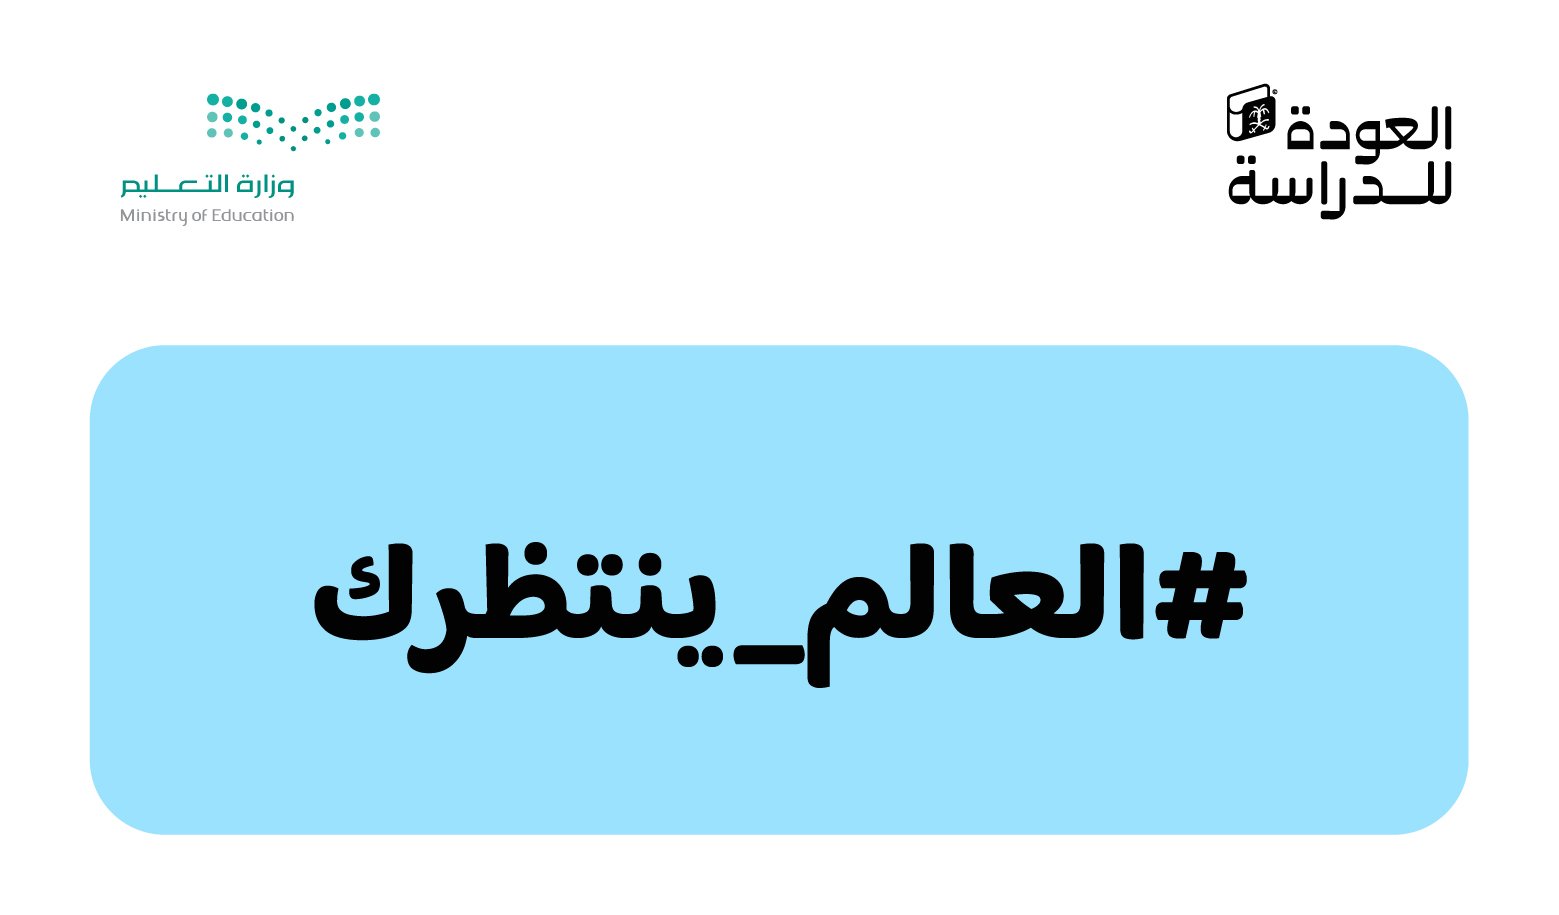 العودة
للدراسة
وزارة التعليم
Ministry of Education
#العالم_ينتظرك